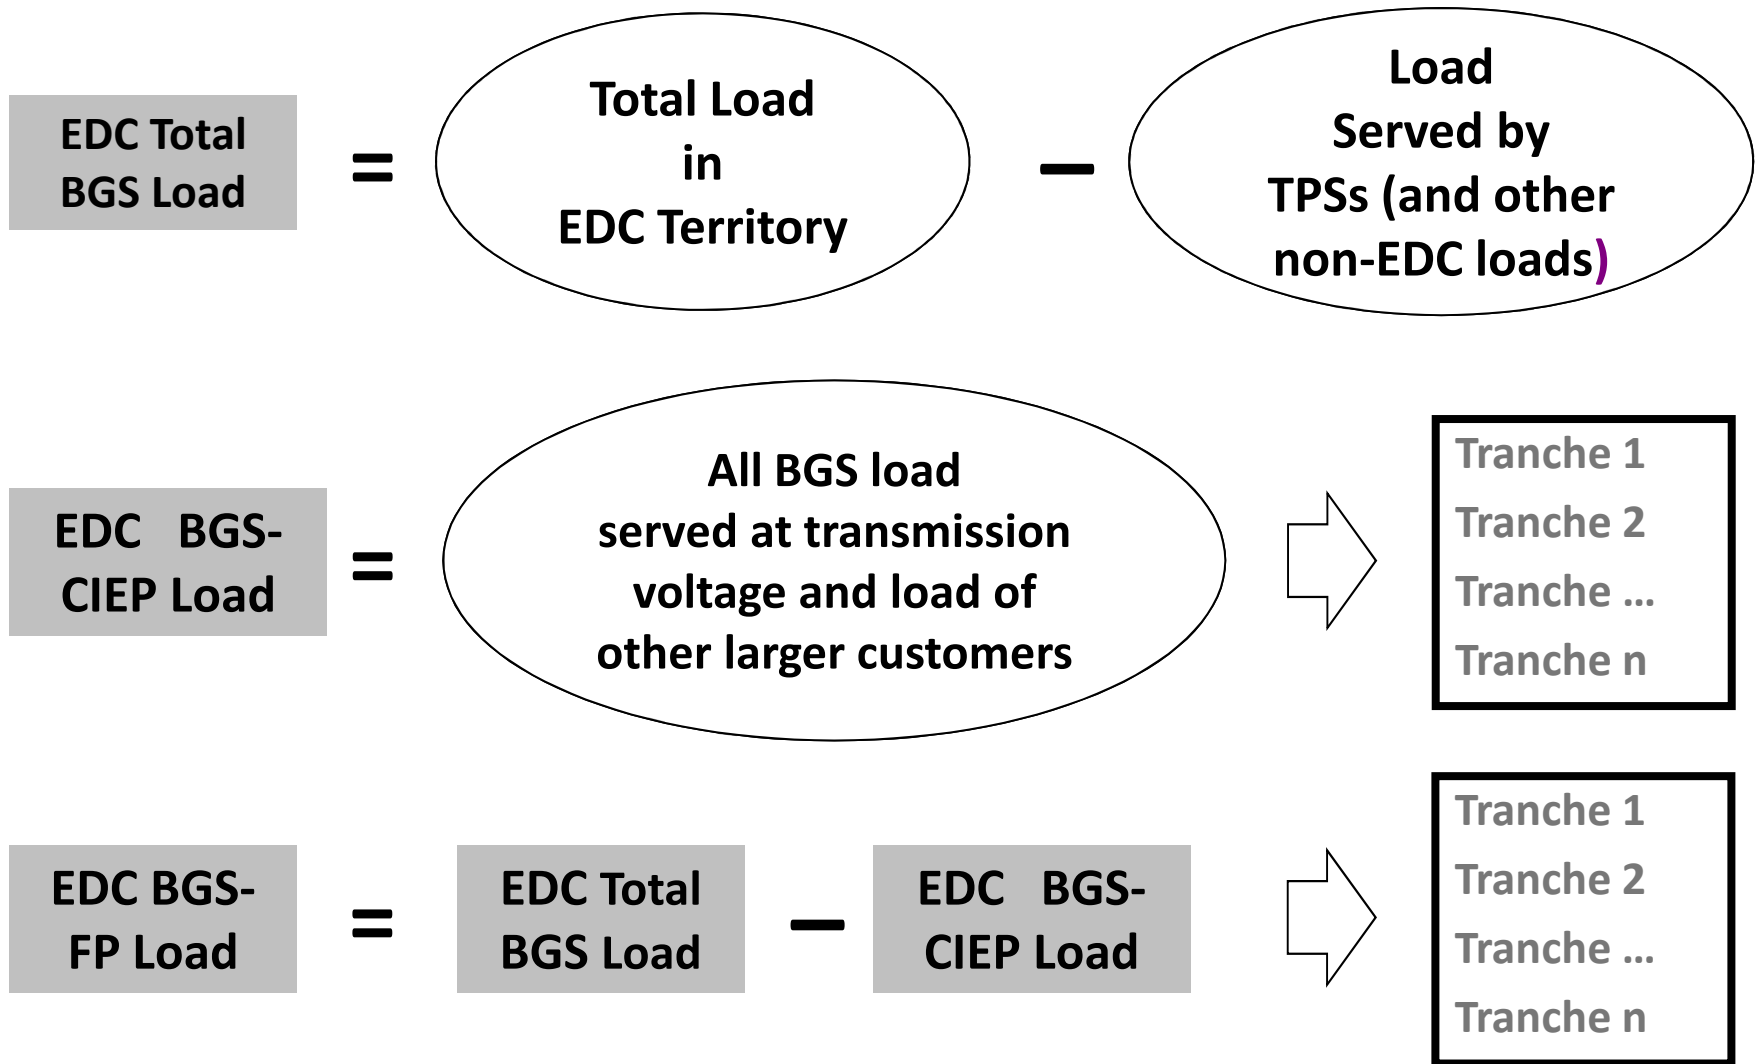 EDC Total
BGS Load
=
Total Load
in
EDC Territory
–
Load
Served by
TPSs (and other
non-EDC loads)
EDC BGS-
CIEP Load
=
All BGS load
served at transmission
voltage and load of
other larger customers
Tranche 1
Tranche 2
Tranche ...
Tranche n
EDC BGS-
FP Load
=
EDC Total
BGS Load
–
EDC BGS-
CIEP Load
Tranche 1
Tranche 2
Tranche ...
Tranche n